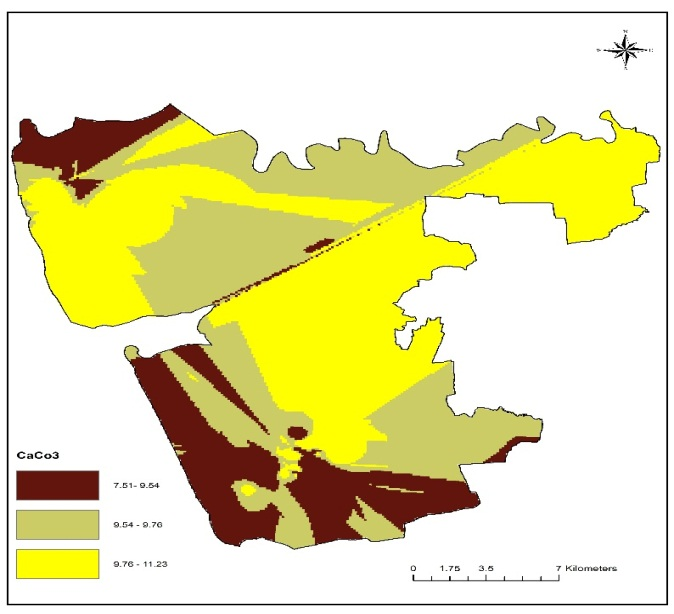 N
CaCo3
7.51- 9.54
9.54 - 9.76
9.76 - 11.23
0 1.75 3.5 7 Kilometers